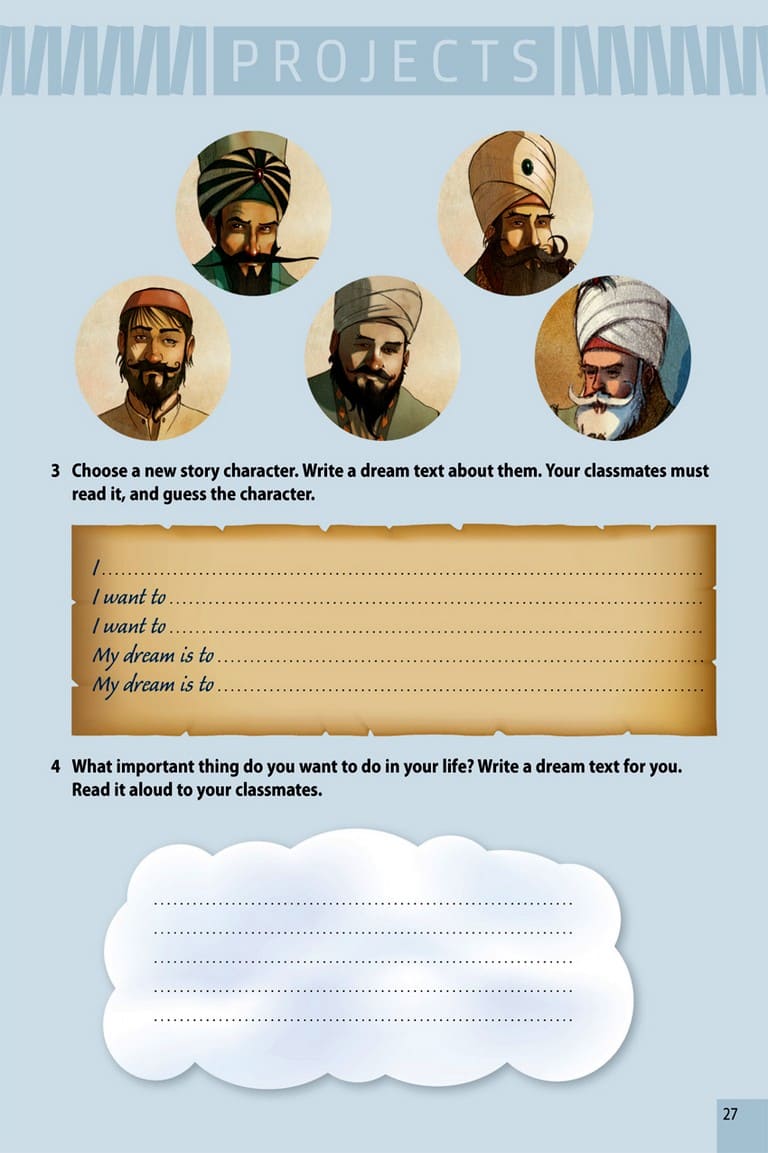 PROJECTS
3 Choose a new story character. Write a dream text about them. Your classmates must
read it, and guess the character.
I
I want to
I want to
My dream is to
My dream is to
4 What important thing do you want to do in your life? Write a dream text for you.
Read it aloud to your classmates.
27